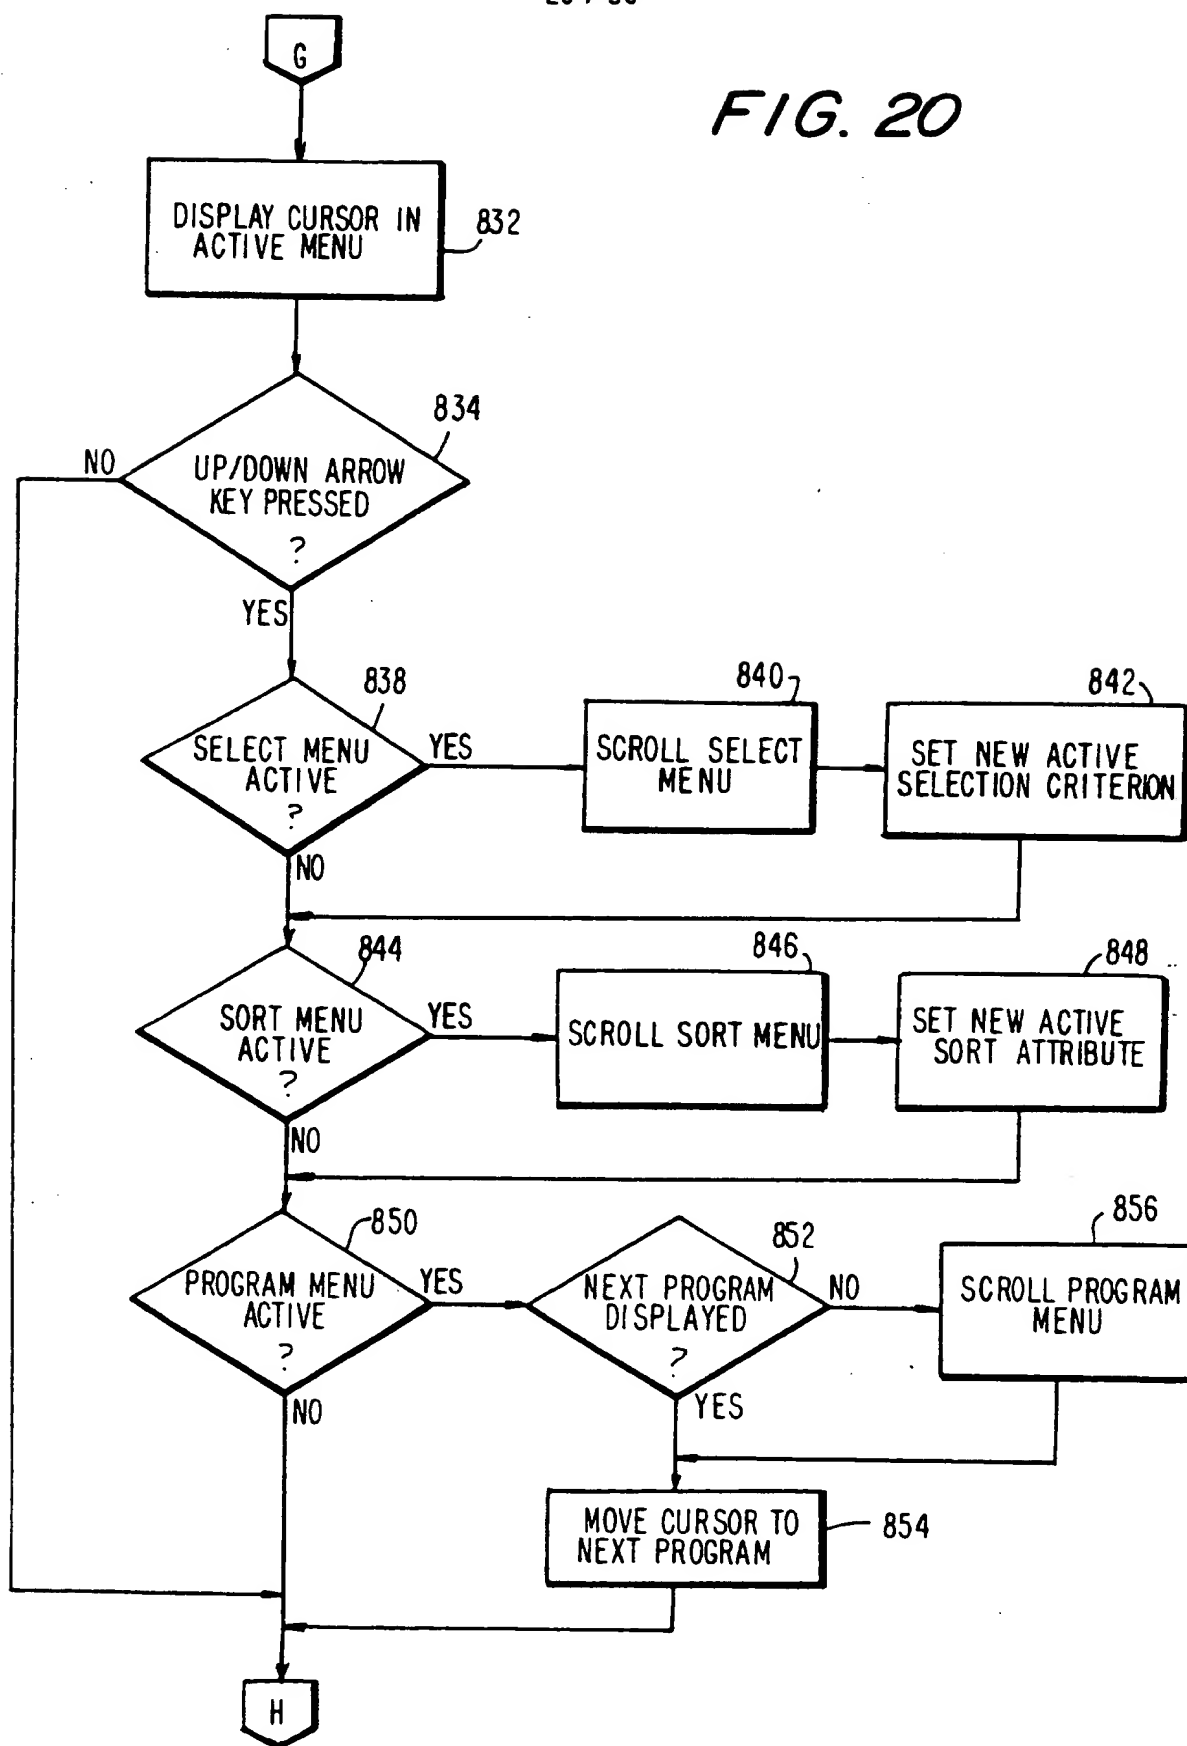 G
FIG. 20
DISPLAY CURSOR IN
ACTIVE MENU
832
834
NO
UP/DOWN ARROW
KEY PRESSED
?
YES
838
SELECT MENU
ACTIVE
?
YES
840
SCROLL SELECT
MENU
842
SET NEW ACTIVE
SELECTION CRITERION
NO
844
SORT MENU
ACTIVE
?
YES
846
SCROLL SORT MENU
848
SET NEW ACTIVE
SORT ATTRIBUTE
NO
850
PROGRAM MENU
ACTIVE
?
YES
852
NEXT PROGRAM
DISPLAYED
?
NO
856
SCROLL PROGRAM
MENU
NO
YES
MOVE CURSOR TO
NEXT PROGRAM
854
H